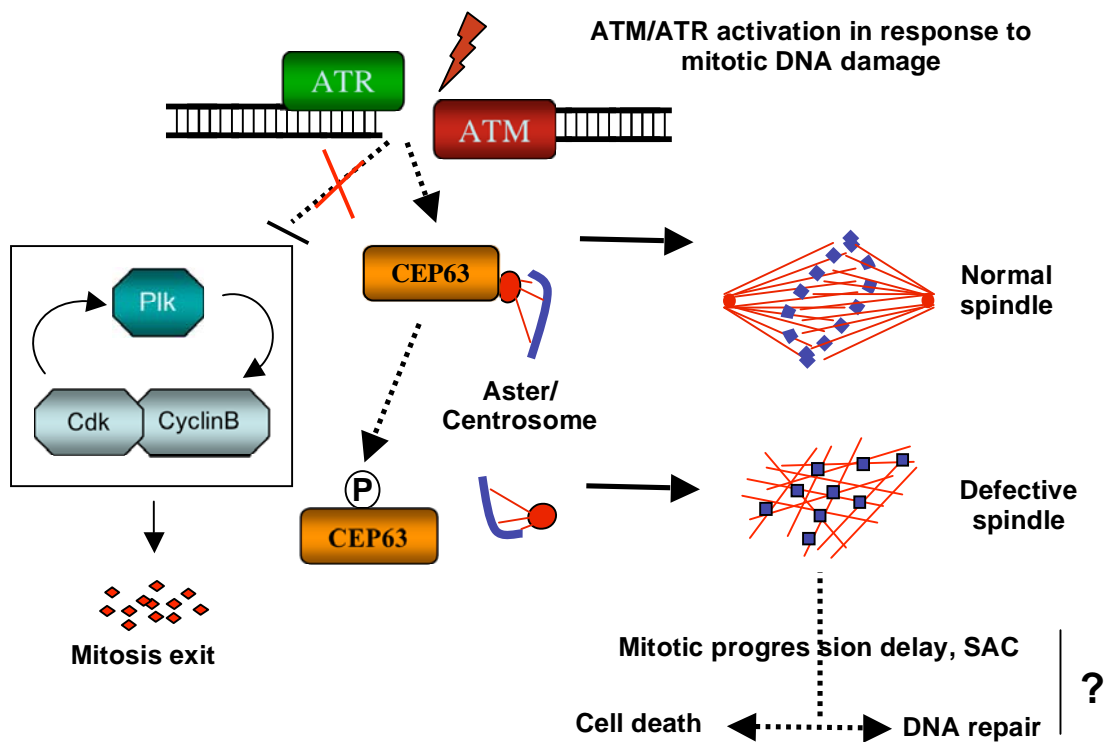 ATM/ATR activation in response to
mitotic DNA damage
ATR
ATM
CEP63
Normal
spindle
Plk
Cdk
CyclinB
Aster/
Centrosome
P
CEP63
Defective
spindle
Mitosis exit
Mitotic progres sion delay, SAC
?
Cell death
DNA repair